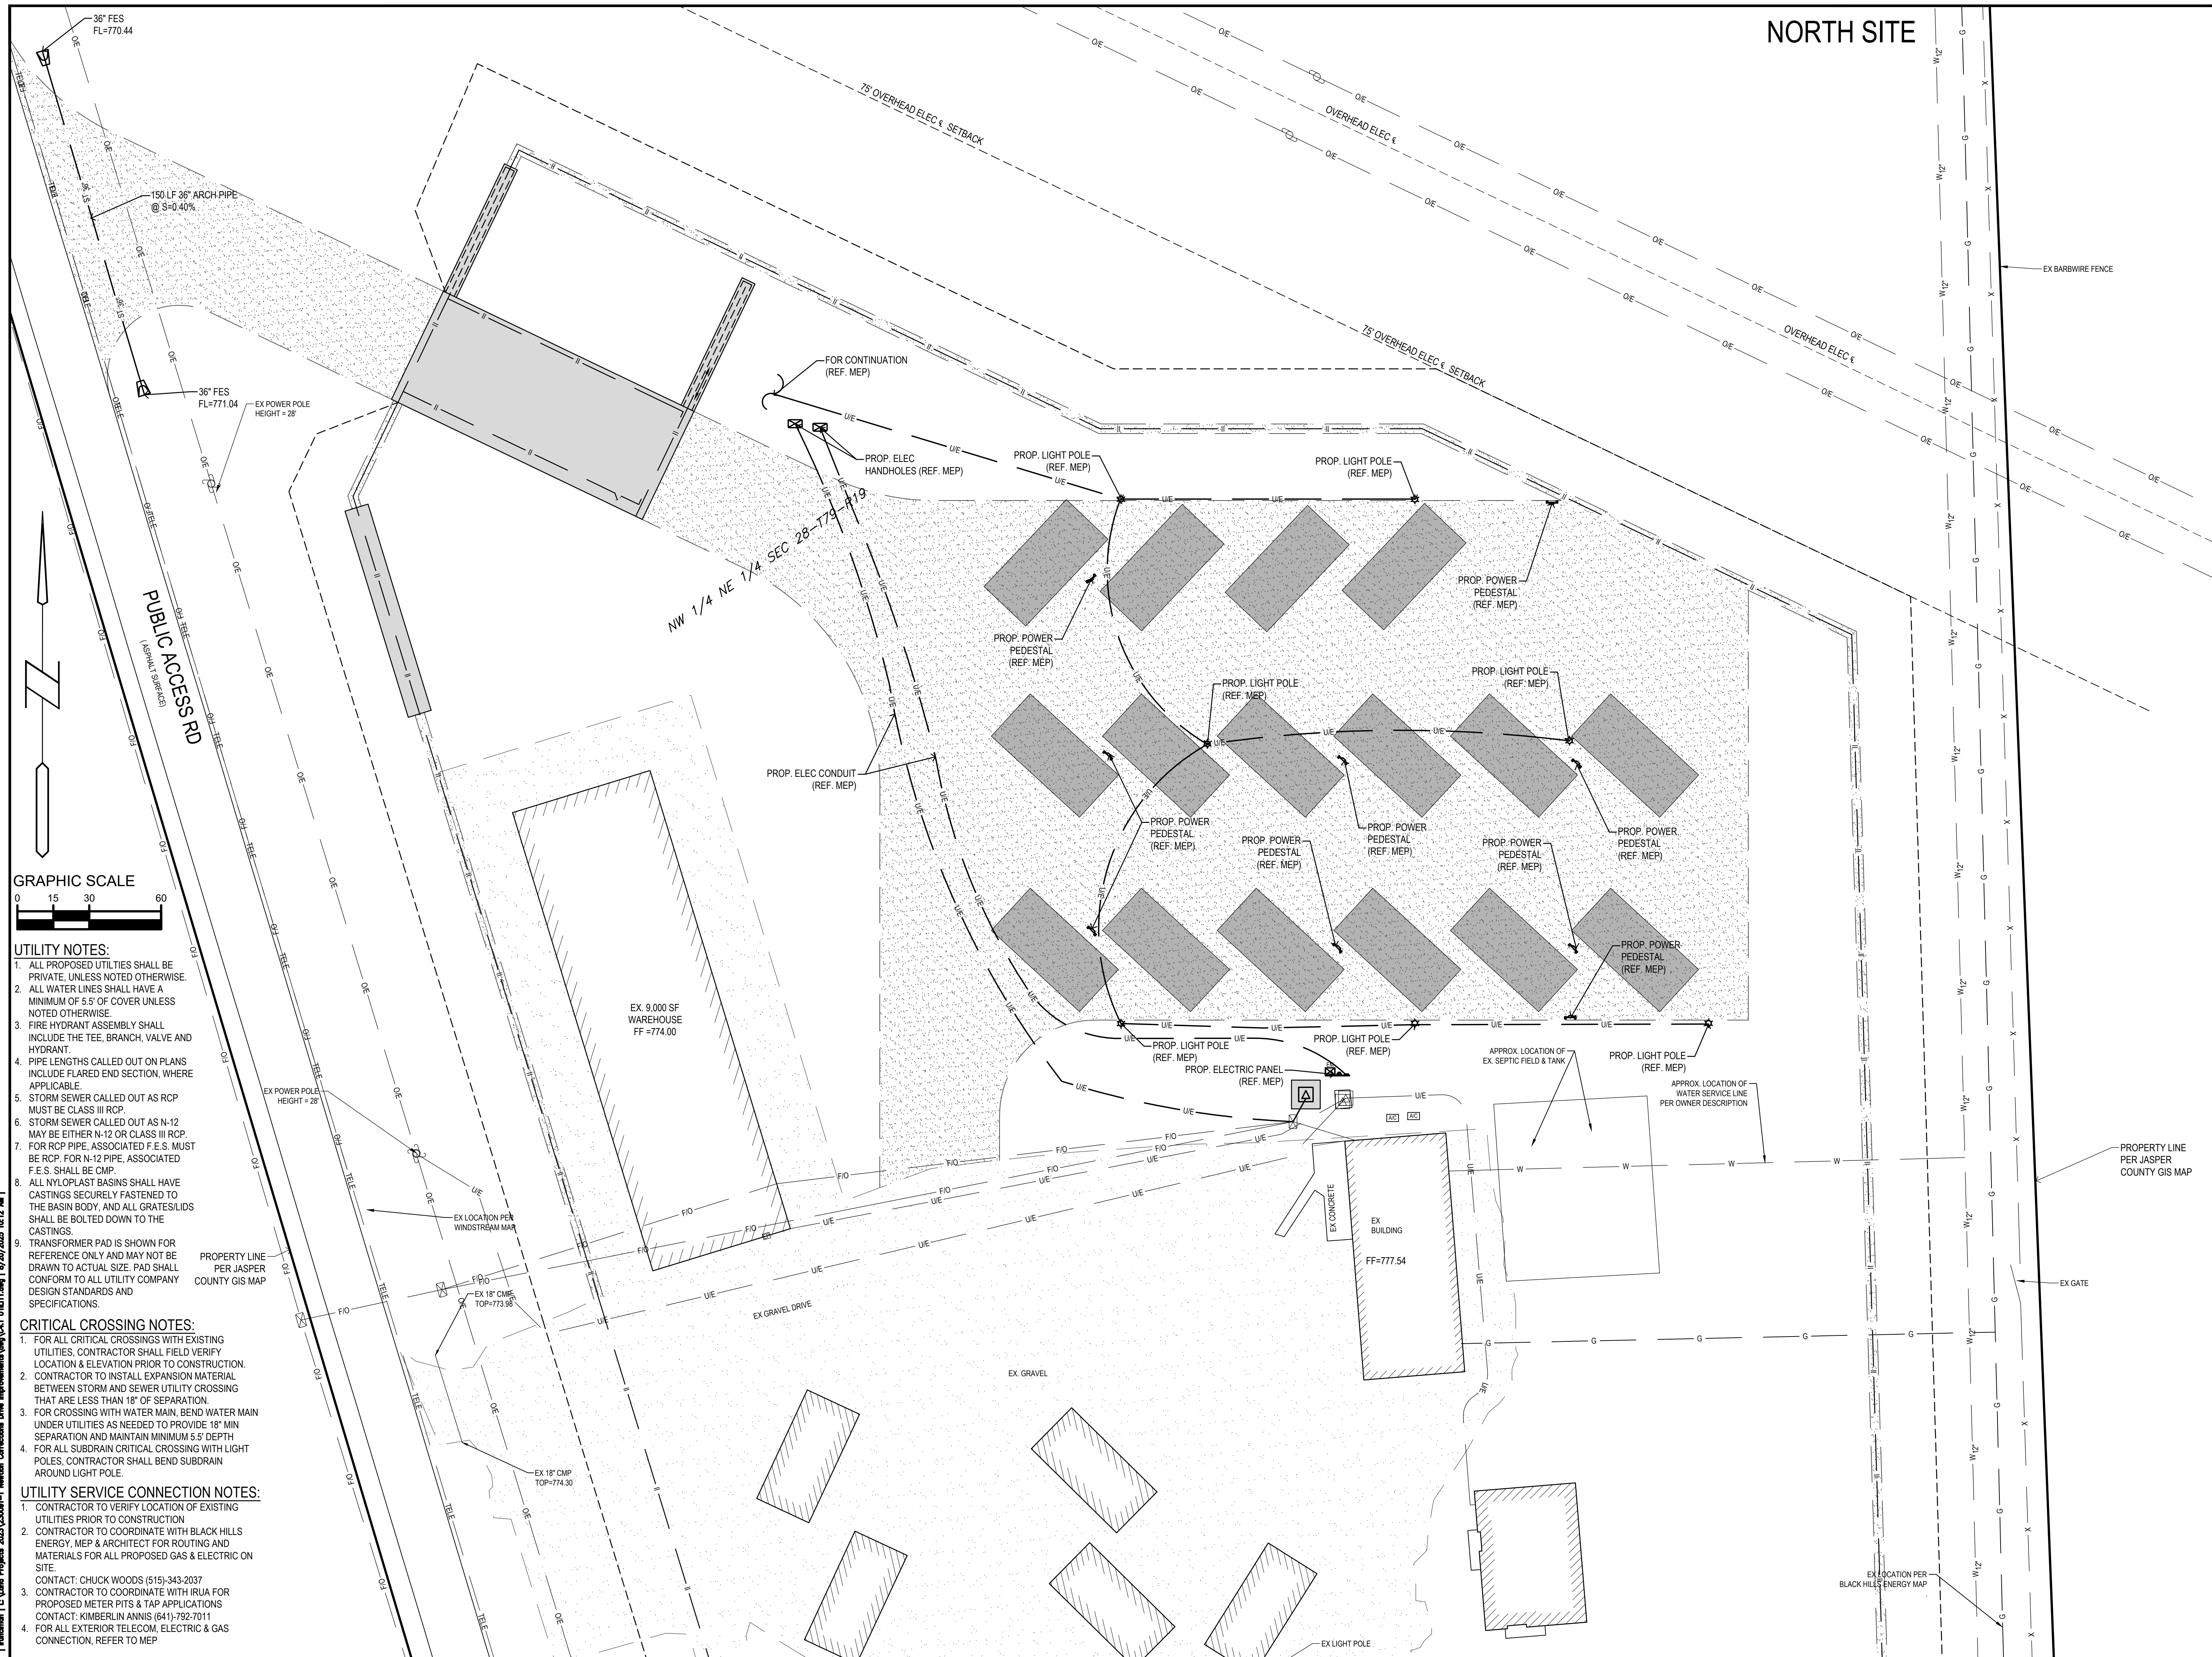 NORTH SITE
36" FES
FL=770.44
150 LF 36" ARCH PIPE
@ S=0.40%
36" FES
FL=771.04
EX POWER POLE
HEIGHT = 28'
75' OVERHEAD ELEC ℄ SETBACK
OVERHEAD ELEC ℄
75' OVERHEAD ELEC ℄ SETBACK
OVERHEAD ELEC ℄
EX BARBWIRE FENCE
FOR CONTINUATION
(REF. MEP)
PROP. ELEC
HANDHOLES (REF. MEP)
PROP. LIGHT POLE
(REF. MEP)
PROP. LIGHT POLE
(REF. MEP)
NW 1/4 NE 1/4 SEC 28-T79-R19
PROP. POWER
PEDESTAL
(REF. MEP)
PROP. POWER
PEDESTAL
(REF. MEP)
PROP. LIGHT POLE
(REF. MEP)
PROP. LIGHT POLE
(REF. MEP)
PUBLIC ACCESS RD
(ASPHALT SURFACE)
PROP. ELEC CONDUIT
(REF. MEP)
PROP. POWER
PEDESTAL
(REF. MEP)
PROP. POWER
PEDESTAL
(REF. MEP)
PROP. POWER
PEDESTAL
(REF. MEP)
PROP. POWER
PEDESTAL
(REF. MEP)
PROP. POWER
PEDESTAL
(REF. MEP)
PROP. POWER
PEDESTAL
(REF. MEP)
EX. 9,000 SF
WAREHOUSE
FF =774.00
PROP. LIGHT POLE
(REF. MEP)
PROP. LIGHT POLE
(REF. MEP)
PROP. LIGHT POLE
(REF. MEP)
PROP. ELECTRIC PANEL
(REF. MEP)
APPROX. LOCATION OF
EX. SEPTIC FIELD & TANK
APPROX. LOCATION OF
WATER SERVICE LINE
PER OWNER DESCRIPTION
A/C
A/C
EX CONCRETE
EX
BUILDING
FF=777.54
PROPERTY LINE
PER JASPER
COUNTY GIS MAP
EX GATE
EX POWER POLE
HEIGHT = 28'
EX LOCATION PER
WINDSTREAM MAP
PROPERTY LINE
PER JASPER
COUNTY GIS MAP
EX 18" CMP
TOP=773.98
EX GRAVEL DRIVE
EX. GRAVEL
EX 18" CMP
TOP=774.30
EX LIGHT POLE
EX LOCATION PER
BLACK HILLS ENERGY MAP
GRAPHIC SCALE
0 15 30 60
UTILITY NOTES:
1. ALL PROPOSED UTILTIES SHALL BE
PRIVATE, UNLESS NOTED OTHERWISE.
2. ALL WATER LINES SHALL HAVE A
MINIMUM OF 5.5' OF COVER UNLESS
NOTED OTHERWISE.
3. FIRE HYDRANT ASSEMBLY SHALL
INCLUDE THE TEE, BRANCH, VALVE AND
HYDRANT.
4. PIPE LENGTHS CALLED OUT ON PLANS
INCLUDE FLARED END SECTION, WHERE
APPLICABLE.
5. STORM SEWER CALLED OUT AS RCP
MUST BE CLASS III RCP.
6. STORM SEWER CALLED OUT AS N-12
MAY BE EITHER N-12 OR CLASS III RCP.
7. FOR RCP PIPE, ASSOCIATED F.E.S. MUST
BE RCP. FOR N-12 PIPE, ASSOCIATED
F.E.S. SHALL BE CMP.
8. ALL NYLOPLAST BASINS SHALL HAVE
CASTINGS SECURELY FASTENED TO
THE BASIN BODY, AND ALL GRATES/LIDS
SHALL BE BOLTED DOWN TO THE
CASTINGS.
9. TRANSFORMER PAD IS SHOWN FOR
REFERENCE ONLY AND MAY NOT BE
DRAWN TO ACTUAL SIZE. PAD SHALL
CONFORM TO ALL UTILITY COMPANY
DESIGN STANDARDS AND
SPECIFICATIONS.
CRITICAL CROSSING NOTES:
1. FOR ALL CRITICAL CROSSINGS WITH EXISTING
UTILITIES, CONTRACTOR SHALL FIELD VERIFY
LOCATION & ELEVATION PRIOR TO CONSTRUCTION.
2. CONTRACTOR TO INSTALL EXPANSION MATERIAL
BETWEEN STORM AND SEWER UTILITY CROSSING
THAT ARE LESS THAN 18" OF SEPARATION.
3. FOR CROSSING WITH WATER MAIN, BEND WATER MAIN
UNDER UTILITIES AS NEEDED TO PROVIDE 18" MIN
SEPARATION AND MAINTAIN MINIMUM 5.5' DEPTH
4. FOR ALL SUBDRAIN CRITICAL CROSSING WITH LIGHT
POLES, CONTRACTOR SHALL BEND SUBDRAIN
AROUND LIGHT POLE.
UTILITY SERVICE CONNECTION NOTES:
1. CONTRACTOR TO VERIFY LOCATION OF EXISTING
UTILITIES PRIOR TO CONSTRUCTION
2. CONTRACTOR TO COORDINATE WITH BLACK HILLS
ENERGY, MEP & ARCHITECT FOR ROUTING AND
MATERIALS FOR ALL PROPOSED GAS & ELECTRIC ON
SITE.
CONTACT: CHUCK WOODS (515)-343-2037
3. CONTRACTOR TO COORDINATE WITH IRUA FOR
PROPOSED METER PITS & TAP APPLICATIONS
CONTACT: KIMBERLIN ANNIS (641)-792-7011
4. FOR ALL EXTERIOR TELECOM, ELECTRIC & GAS
CONNECTION, REFER TO MEP